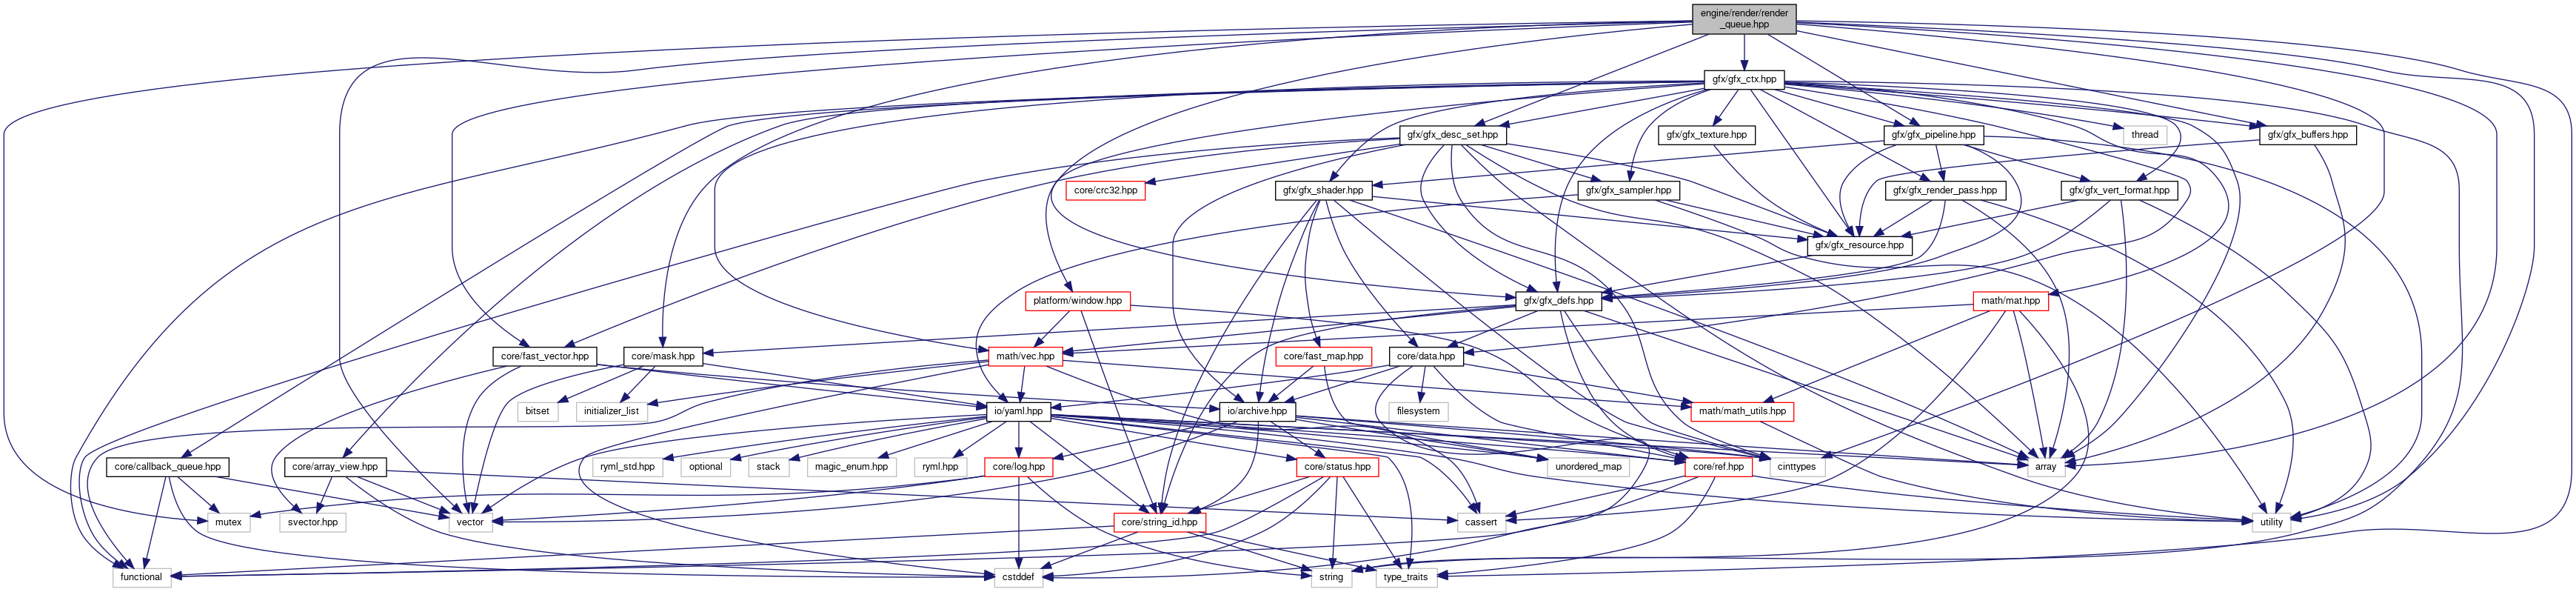 engine/render/render
_queue.hpp
gfx/gfx_ctx.hpp
gfx/gfx_desc_set.hpp
gfx/gfx_texture.hpp
gfx/gfx_pipeline.hpp
thread
gfx/gfx_buffers.hpp
core/crc32.hpp
gfx/gfx_shader.hpp
gfx/gfx_sampler.hpp
gfx/gfx_render_pass.hpp
gfx/gfx_vert_format.hpp
gfx/gfx_resource.hpp
platform/window.hpp
gfx/gfx_defs.hpp
math/mat.hpp
core/fast_vector.hpp
core/mask.hpp
math/vec.hpp
core/fast_map.hpp
core/data.hpp
bitset
initializer_list
io/yaml.hpp
io/archive.hpp
filesystem
math/math_utils.hpp
core/callback_queue.hpp
core/array_view.hpp
ryml_std.hpp
optional
stack
magic_enum.hpp
ryml.hpp
core/log.hpp
core/status.hpp
unordered_map
core/ref.hpp
cinttypes
array
mutex
svector.hpp
vector
core/string_id.hpp
cassert
utility
functional
cstddef
string
type_traits